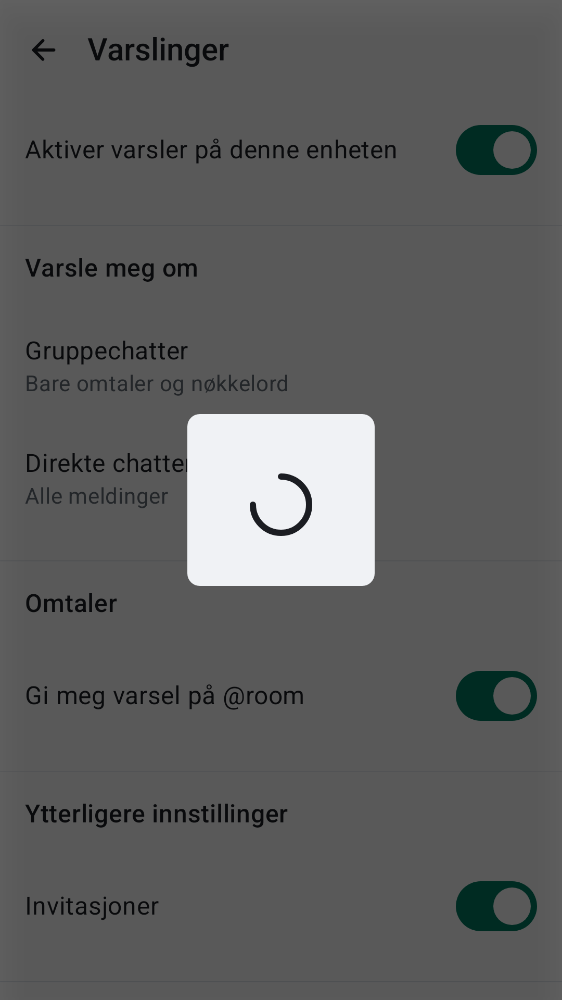 Varslinger
Aktiver varsler på denne enheten
Varsle meg om
Gruppechatter
Bare omtaler og nøkkelord
Direkte chatter
Alle meldinger
Omtaler
Gi meg varsel på @room
Ytterligere innstillinger
Invitasjoner